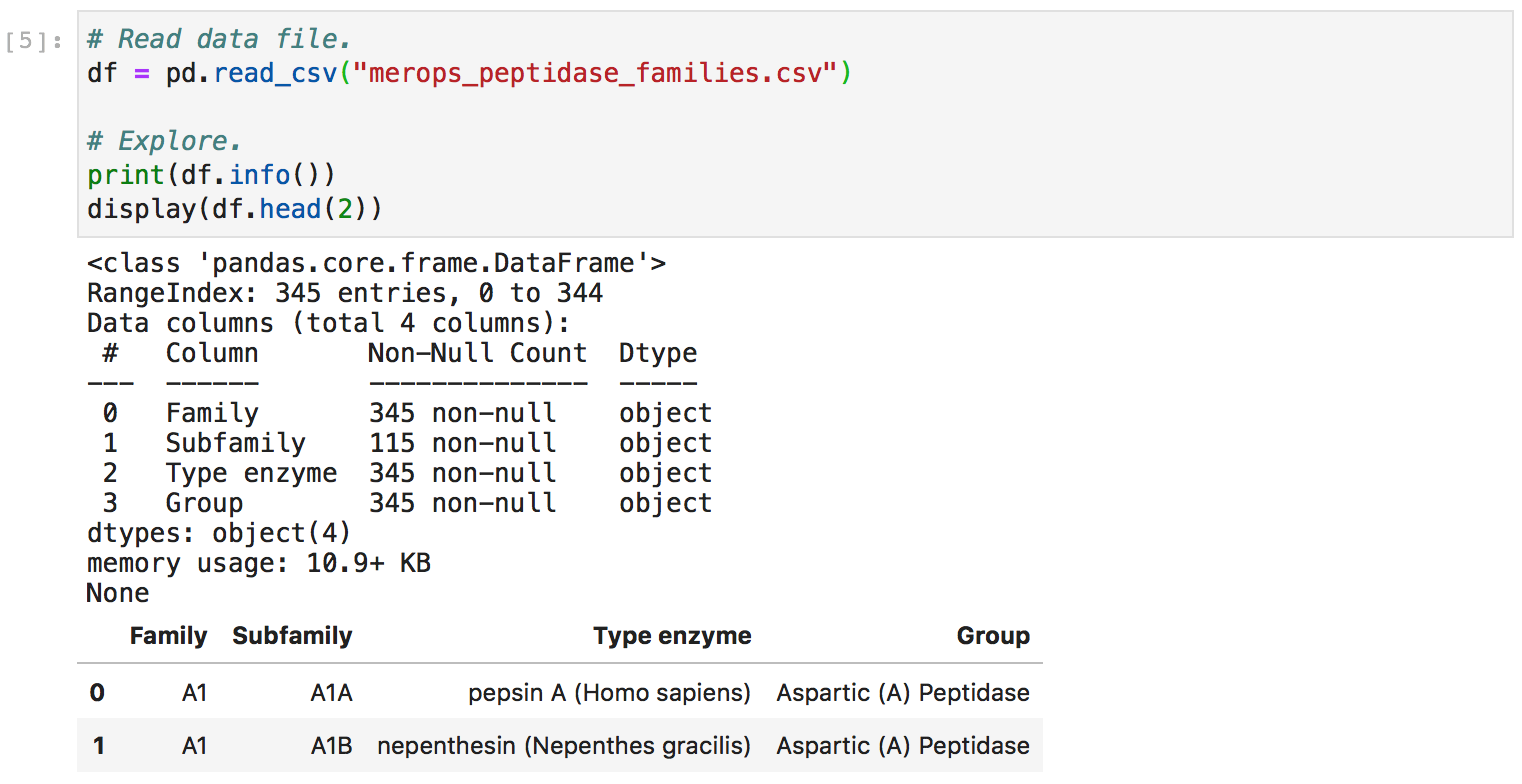 [5]: # Read data file.
df = pd.read_csv("merops_peptidase_families.csv")
# Explore.
print(df.info())
display(df.head(2))
<class 'pandas.core.frame.DataFrame'>
RangeIndex: 345 entries, 0 to 344
Data columns (total 4 columns):
 #   Column       Non-Null Count  Dtype
---  ------       --------------  -----
 0   Family       345 non-null    object
 1   Subfamily    115 non-null    object
 2   Type enzyme  345 non-null    object
 3   Group        345 non-null    object
dtypes: object(4)
memory usage: 10.9+ KB
None
Family Subfamily Type enzyme Group
0 A1 A1A pepsin A (Homo sapiens) Aspartic (A) Peptidase
1 A1 A1B nepenthesin (Nepenthes gracilis) Aspartic (A) Peptidase